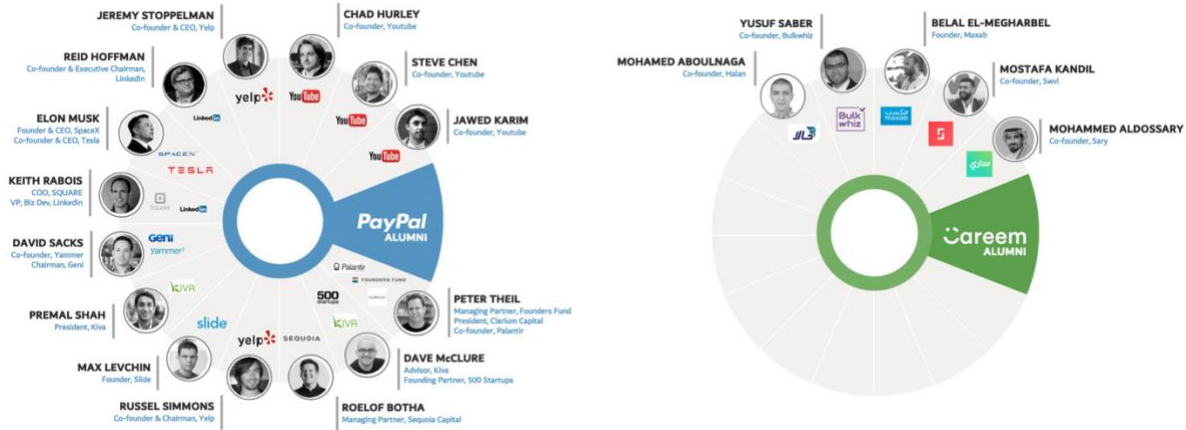 JEREMY STOPPELMAN
Co-founder & CEO, Yelp
CHAD HURLEY
Co-founder, Youtube
REID HOFFMAN
Co-founder & Executive Chairman,
LinkedIn
STEVE CHEN
Co-founder, Youtube
ELON MUSK
Founder & CEO, SpaceX
Co-founder & CEO, Tesla
JAWED KARIM
Co-founder, Youtube
KEITH RABOIS
COO, SQUARE
VP, Biz Dev, LinkedIn
DAVID SACKS
Co-founder, Yammer
Chairman, Geni
PREMAL SHAH
President, Kiva
PETER THEIL
Managing Partner, Founders Fund
President, Clarium Capital
Co-founder, Palantir
MAX LEVCHIN
Founder, Slide
DAVE McCLURE
Advisor, Kiva
Founding Partner, 500 Startups
RUSSEL SIMMONS
Co-founder & Chairman, Yelp
ROELOF BOTHA
Managing Partner, Sequoia Capital
yelp
YouTube
LinkedIn
YouTube
YouTube
SPACEX
TESLA
Square
LinkedIn
Geni
yammer
KIVA
slide
yelp
SEQUOIA
KIVA
500
startups
FOUNDERS FUND
Palantir
PayPal
ALUMNI
YUSUF SABER
Co-founder, Bulkwhiz
BELAL EL-MEGHARBEL
Founder, Maxab
MOHAMED ABOULNAGA
Co-founder, Halan
MOSTAFA KANDIL
Co-founder, Swvl
MOHAMMED ALDOSSARY
Co-founder, Sary
هالان
Bulk
whiz
مكسب
maxab
ساري
Careem
ALUMNI